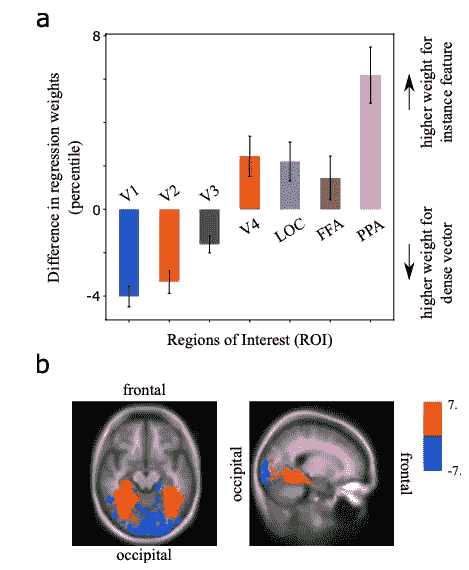 a
8
0
-4
Difference in regression weights
(percentile)
V1
V2
V3
V4
LOC
FFA
PPA
higher weight for
instance feature
higher weight for
dense vector
Regions of Interest (ROI)
b
frontal
occipital
occipital
frontal
7.
-7.